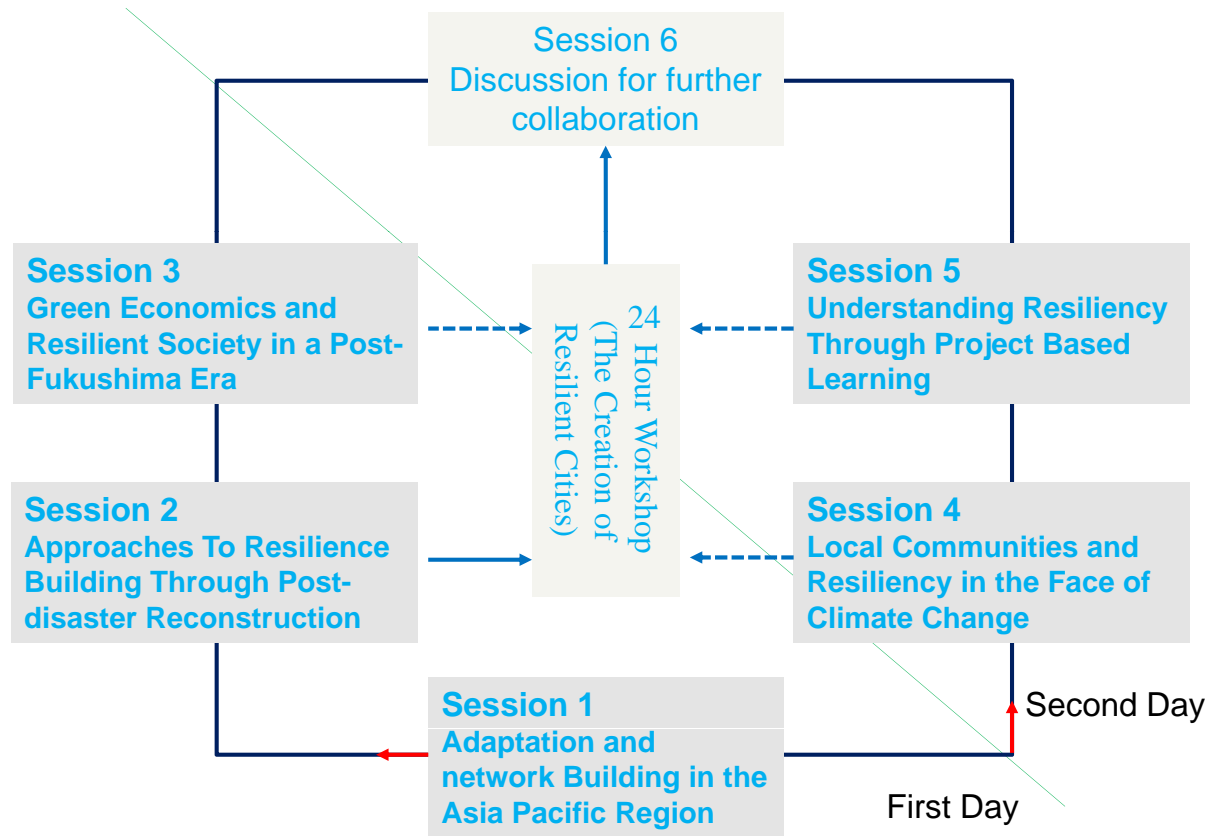 Session 6
Discussion for further
collaboration
Session 3
Green Economics and
Resilient Society in a Post-
Fukushima Era
24 Hour Workshop
(The Creation of
Resilient Cities)
Session 5
Understanding Resiliency
Through Project Based
Learning
Session 2
Approaches To Resilience
Building Through Post-
disaster Reconstruction
Session 4
Local Communities and
Resiliency in the Face of
Climate Change
Session 1
Adaptation and
network Building in the
Asia Pacific Region
Second Day
First Day